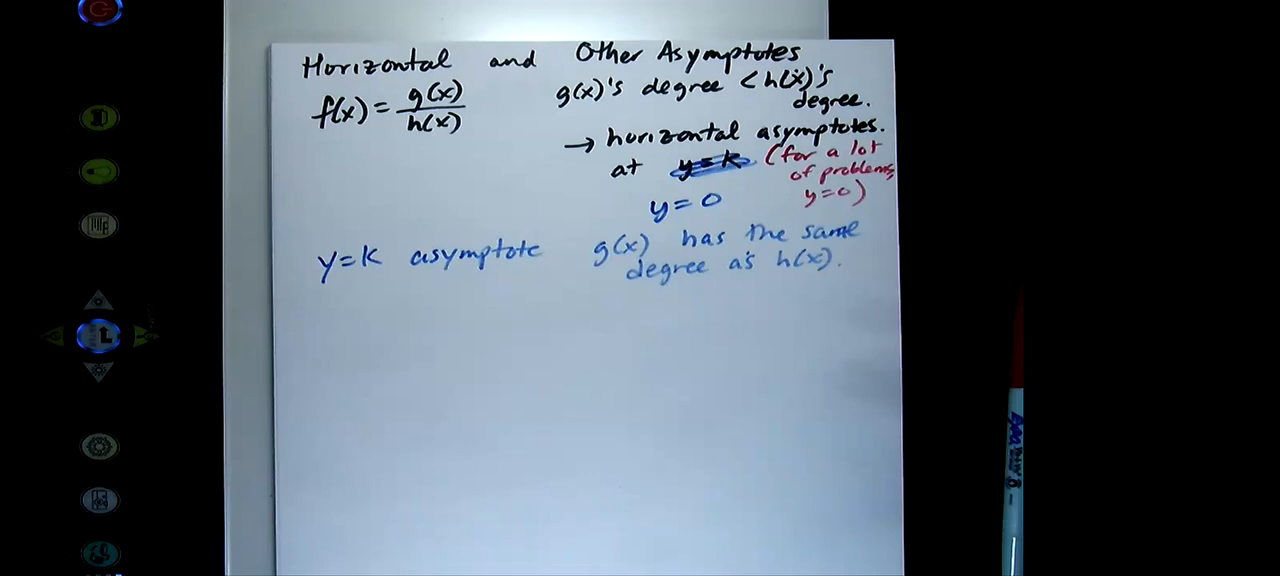 Horizontal and Other Asymptotes
f(x) = g(x) / h(x)
g(x)'s degree < h(x)'s
degree.
→ horizontal asymptotes.
at y = k (for a lot
of problems,
y = 0)
y = 0
y = k asymptote
g(x) has the same
degree as h(x).